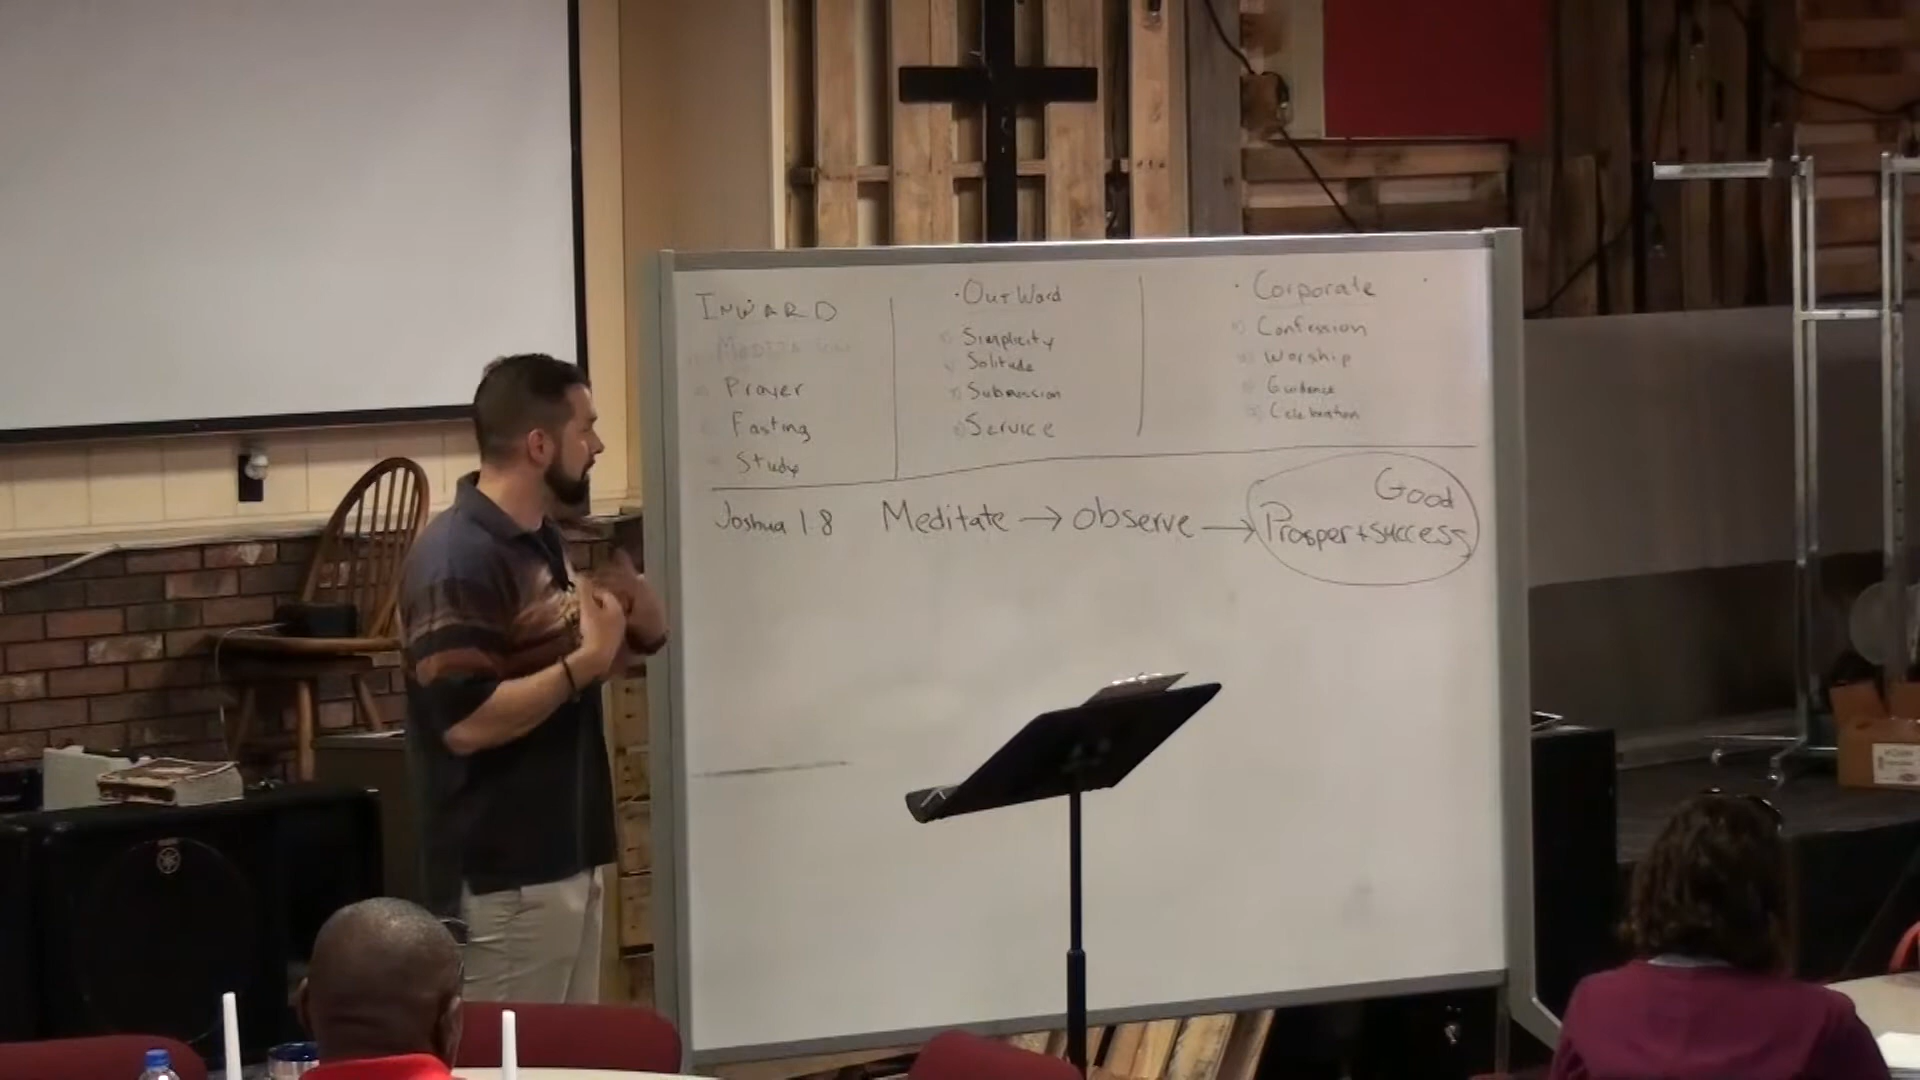 INWARD
MEDITATION
Prayer
Fasting
Study
• OutWard
Simplicity
Solitude
Submission
Service
• Corporate
Confession
Worship
Guidance
Celebration
Joshua 1:8 Meditate → observe → Good
Prosper + success